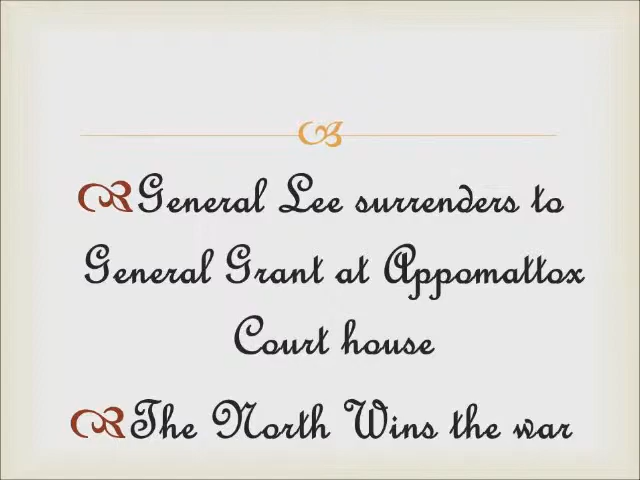 General Lee surrenders to
General Grant at Appomattox
Court house
The North Wins the war